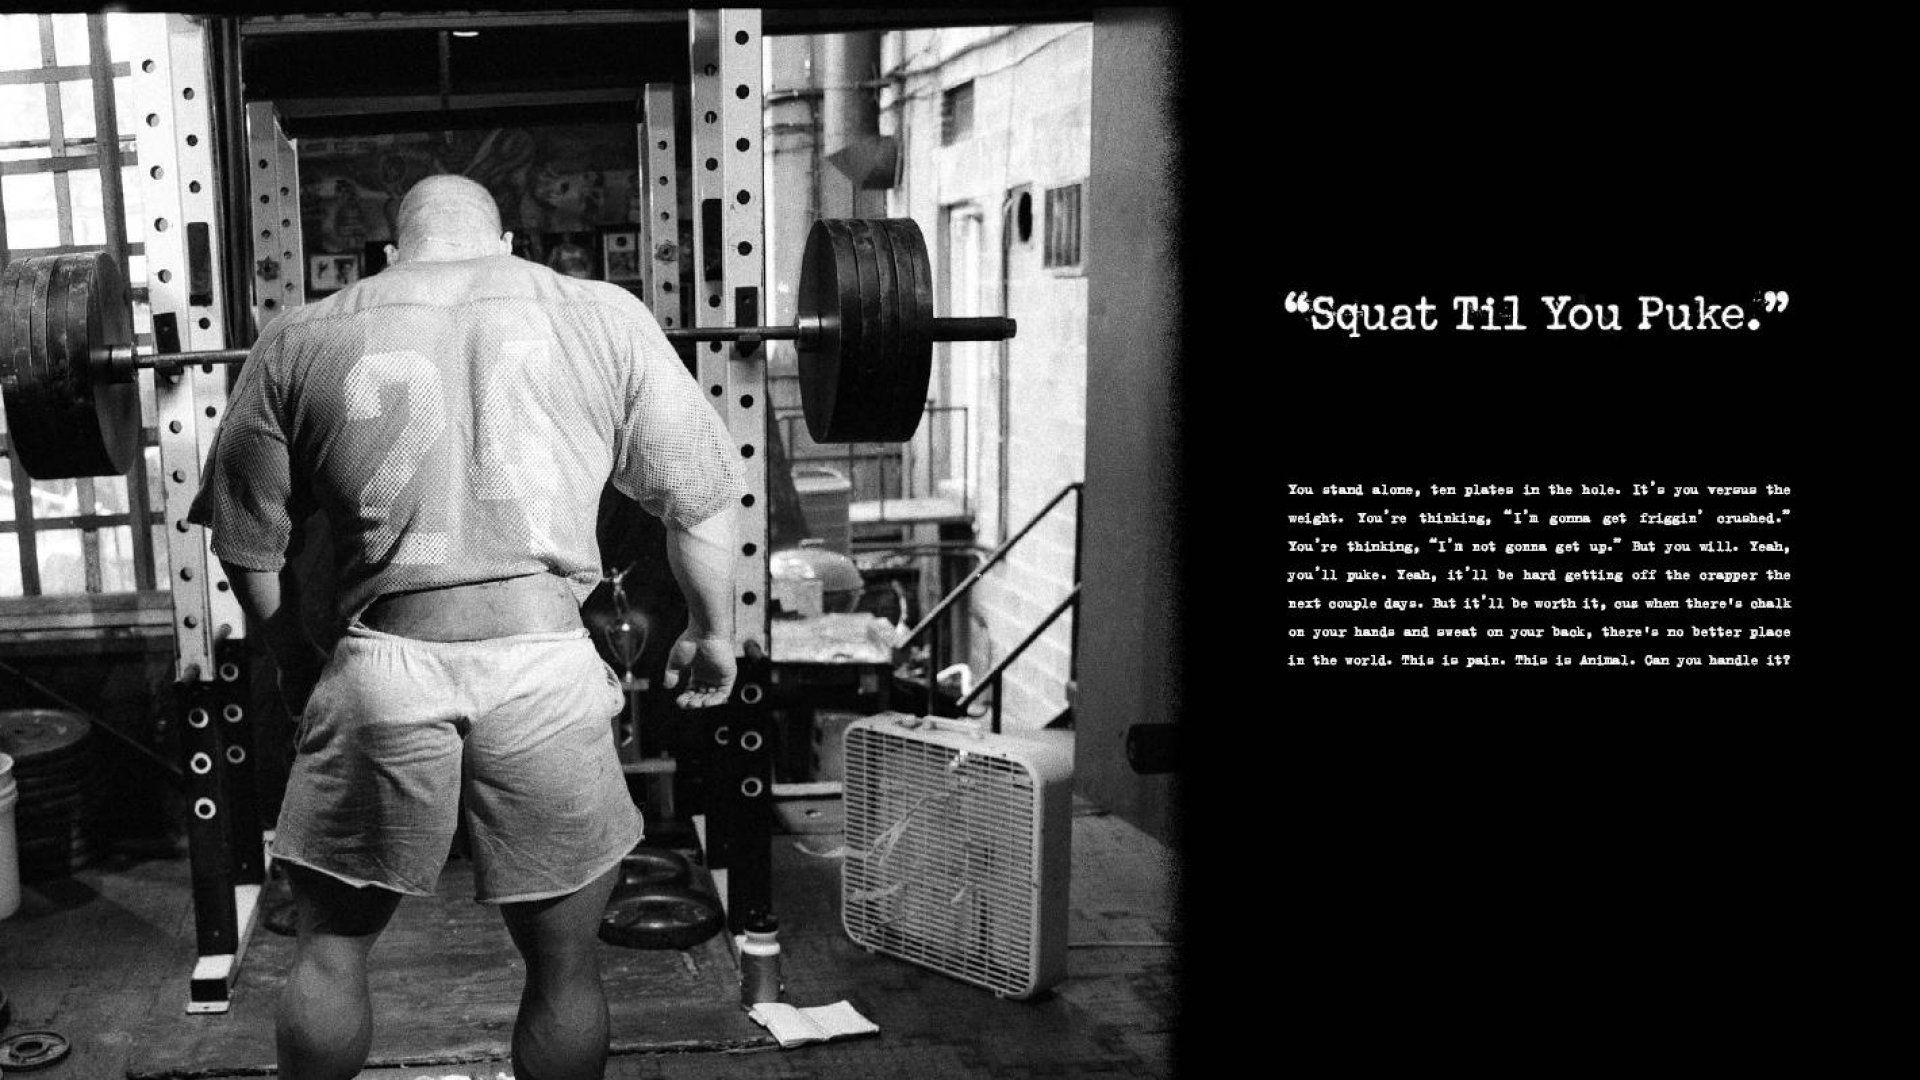 “Squat Til You Puke.”
You stand alone, ten plates in the hole. It's you versus the
weight. You're thinking, “I'm gonna get friggin' crushed.”
You're thinking, “I'm not gonna get up.” But you will. Yeah,
you'll puke. Yeah, it'll be hard getting off the crapper the
next couple days. But it'll be worth it, cuz when there's chalk
on your hands and sweat on your back, there's no better place
in the world. This is pain. This is Animal. Can you handle it?
24